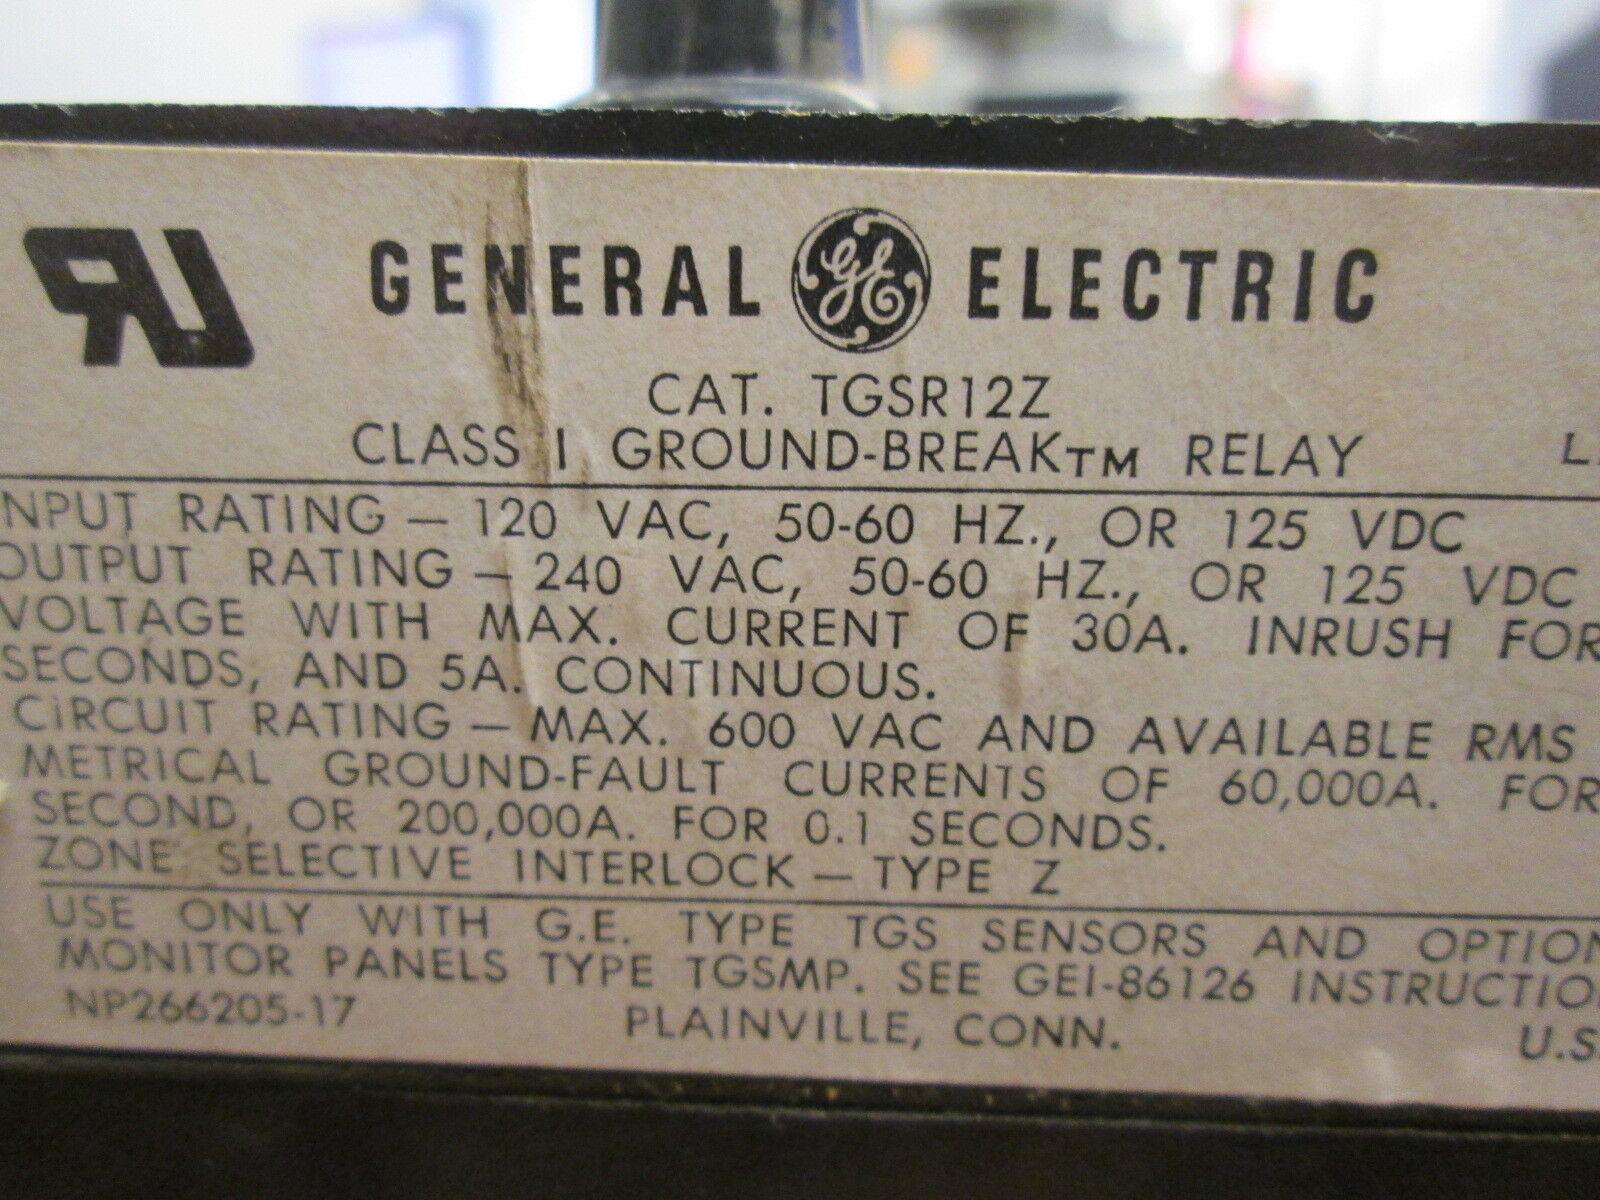 RU
GENERAL GE ELECTRIC
CAT. TGSR12Z
CLASS I GROUND-BREAK™ RELAY
NPUT RATING — 120 VAC, 50-60 HZ., OR 125 VDC
OUTPUT RATING — 240 VAC, 50-60 HZ., OR 125 VDC
VOLTAGE WITH MAX. CURRENT OF 30A. INRUSH FOR
SECONDS, AND 5A. CONTINUOUS.
CIRCUIT RATING — MAX. 600 VAC AND AVAILABLE RMS
METRICAL GROUND-FAULT CURRENTS OF 60,000A. FOR
SECOND, OR 200,000A. FOR 0.1 SECONDS.
ZONE SELECTIVE INTERLOCK — TYPE Z
USE ONLY WITH G.E. TYPE TGS SENSORS AND OPTION
MONITOR PANELS TYPE TGSMP. SEE GEI-86126 INSTRUCTIO
NP266205-17 PLAINVILLE, CONN. U.S.